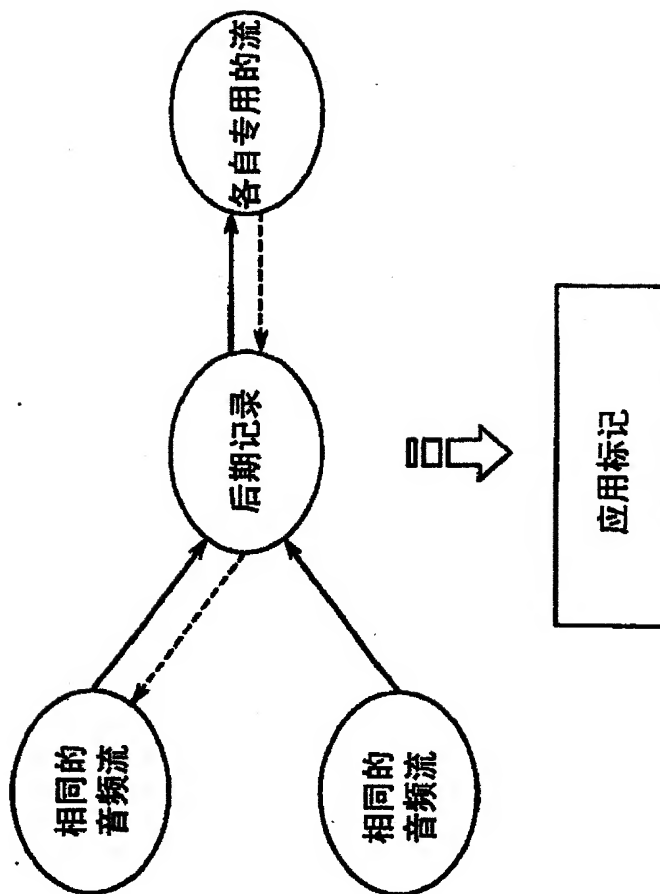 相同的
音频流
相同的
音频流
后期记录
各自专用的流
应用标记